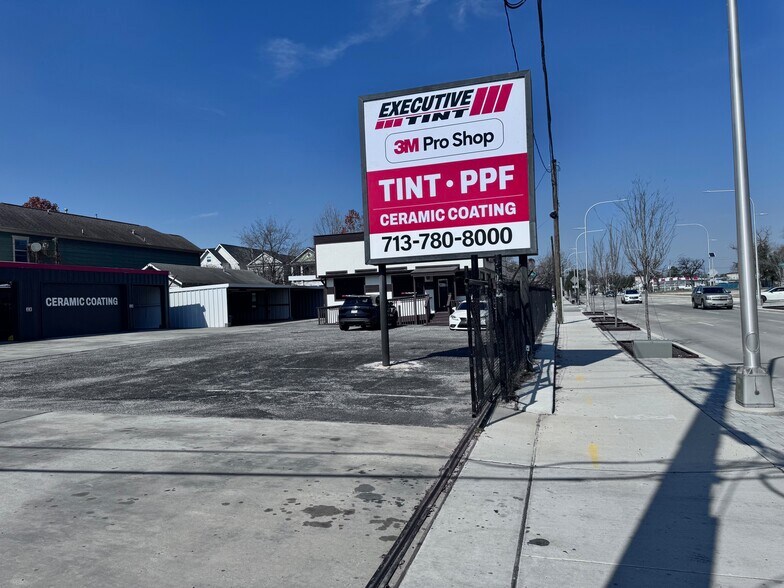 EXECUTIVE
TINT
3M Pro Shop
TINT • PPF
CERAMIC COATING
713-780-8000
CERAMIC COATING